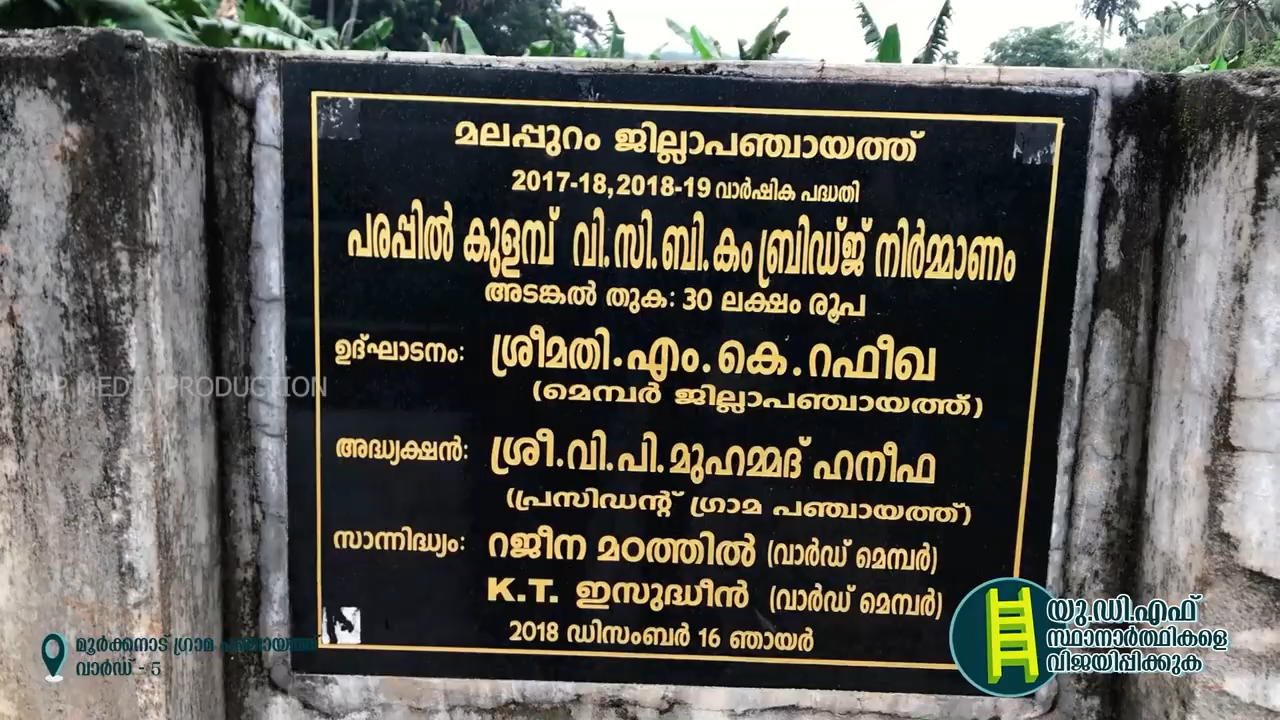 മലപ്പുറം ജില്ലാപഞ്ചായത്ത്
2017-18,2018-19 വാർഷിക പദ്ധതി
പരപ്പിൽ കുളമ്പ് വി.സി.ബി.കം ബ്രിഡ്ജ് നിർമ്മാണം
അടങ്കൽ തുക: 30 ലക്ഷം രൂപ
ഉദ്ഘാടനം: ശ്രീമതി.എം.കെ.റഫീഖ
(മെമ്പർ ജില്ലാപഞ്ചായത്ത്)
അദ്ധ്യക്ഷൻ: ശ്രീ.വി.പി.മുഹമ്മദ് ഹനീഫ
(പ്രസിഡന്റ് ഗ്രാമ പഞ്ചായത്ത്)
സാന്നിദ്ധ്യം: റജീന മഠത്തിൽ (വാർഡ് മെമ്പർ)
K.T. ഇസുദ്ധീൻ (വാർഡ് മെമ്പർ)
2018 ഡിസംബർ 16 ഞായർ
MEDIA PRODUCTION
മൂർക്കനാട് ഗ്രാമ പഞ്ചായത്ത്
വാർഡ് - 5
യു.ഡി.എഫ്
സ്ഥാനാർത്ഥികളെ
വിജയിപ്പിക്കുക